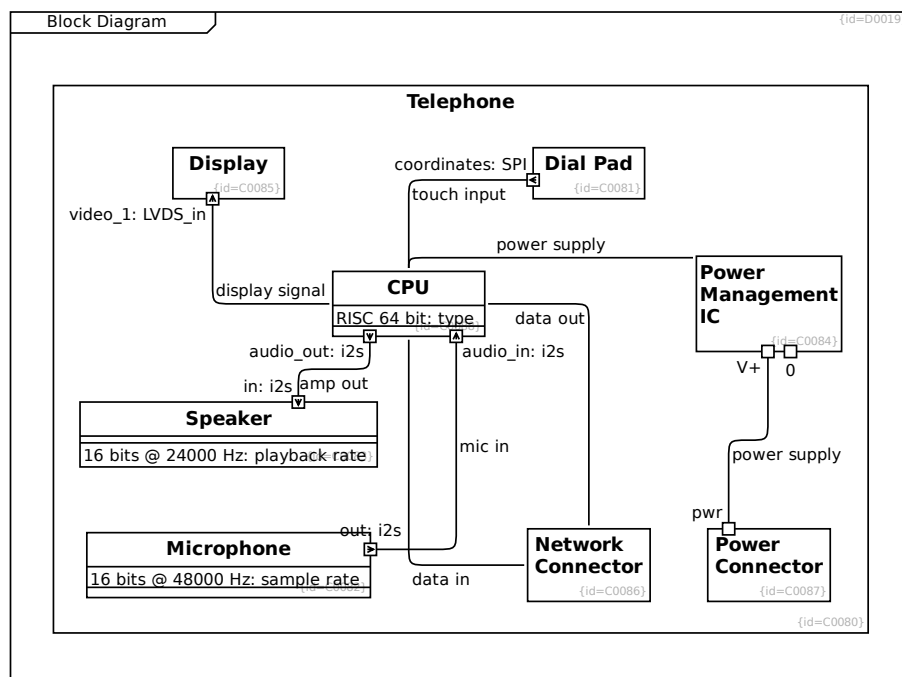 Block Diagram
{id=D0019
Telephone
Display
{id=C0085}
video_1: LVDS_in
coordinates: SPI
Dial Pad
{id=C0081}
touch input
power supply
Power
Management
IC
{id=C0084}
V+
0
display signal
CPU
RISC 64 bit: type
data out
audio_out: i2s
audio_in: i2s
in: i2s
amp out
Speaker
16 bits @ 24000 Hz: playback rate
mic in
power supply
out: i2s
Microphone
16 bits @ 48000 Hz: sample rate
data in
Network
Connector
{id=C0086}
pwr
Power
Connector
{id=C0087}
{id=C0080}